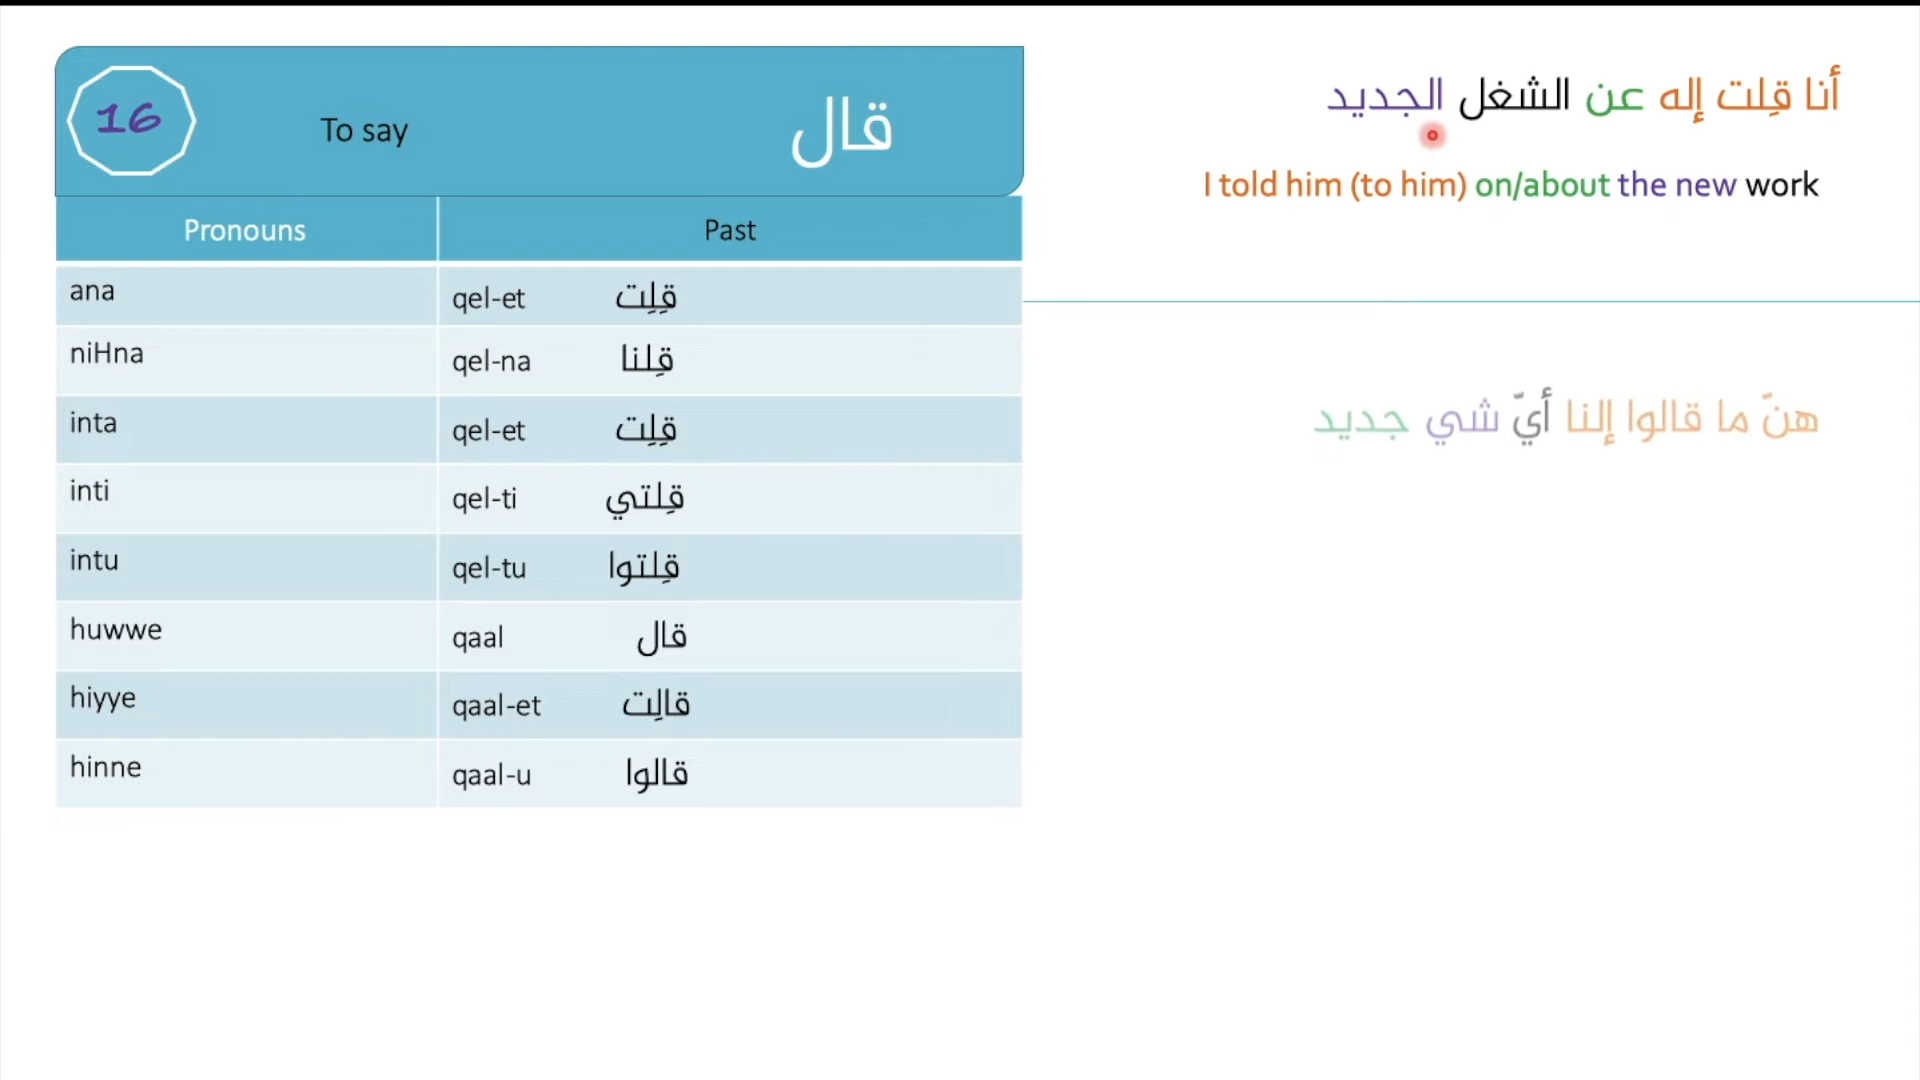 16 To say قال
Pronouns Past
ana qel-et قِلِت
niHna qel-na قِلنا
inta qel-et قِلِت
inti qel-ti قِلتي
intu qel-tu قِلتوا
huwwe qaal قال
hiyye qaal-et قالِت
hinne qaal-u قالوا
أنا قِلت إله عن الشغل الجديد
I told him (to him) on/about the new work
هنّ ما قالوا إلنا أيّ شي جديد